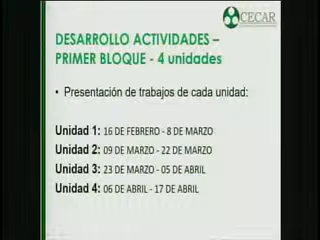 CECAR
DESARROLLO ACTIVIDADES –
PRIMER BLOQUE - 4 unidades
• Presentación de trabajos de cada unidad:
Unidad 1: 16 DE FEBRERO - 8 DE MARZO
Unidad 2: 09 DE MARZO - 22 DE MARZO
Unidad 3: 23 DE MARZO - 05 DE ABRIL
Unidad 4: 06 DE ABRIL - 17 DE ABRIL